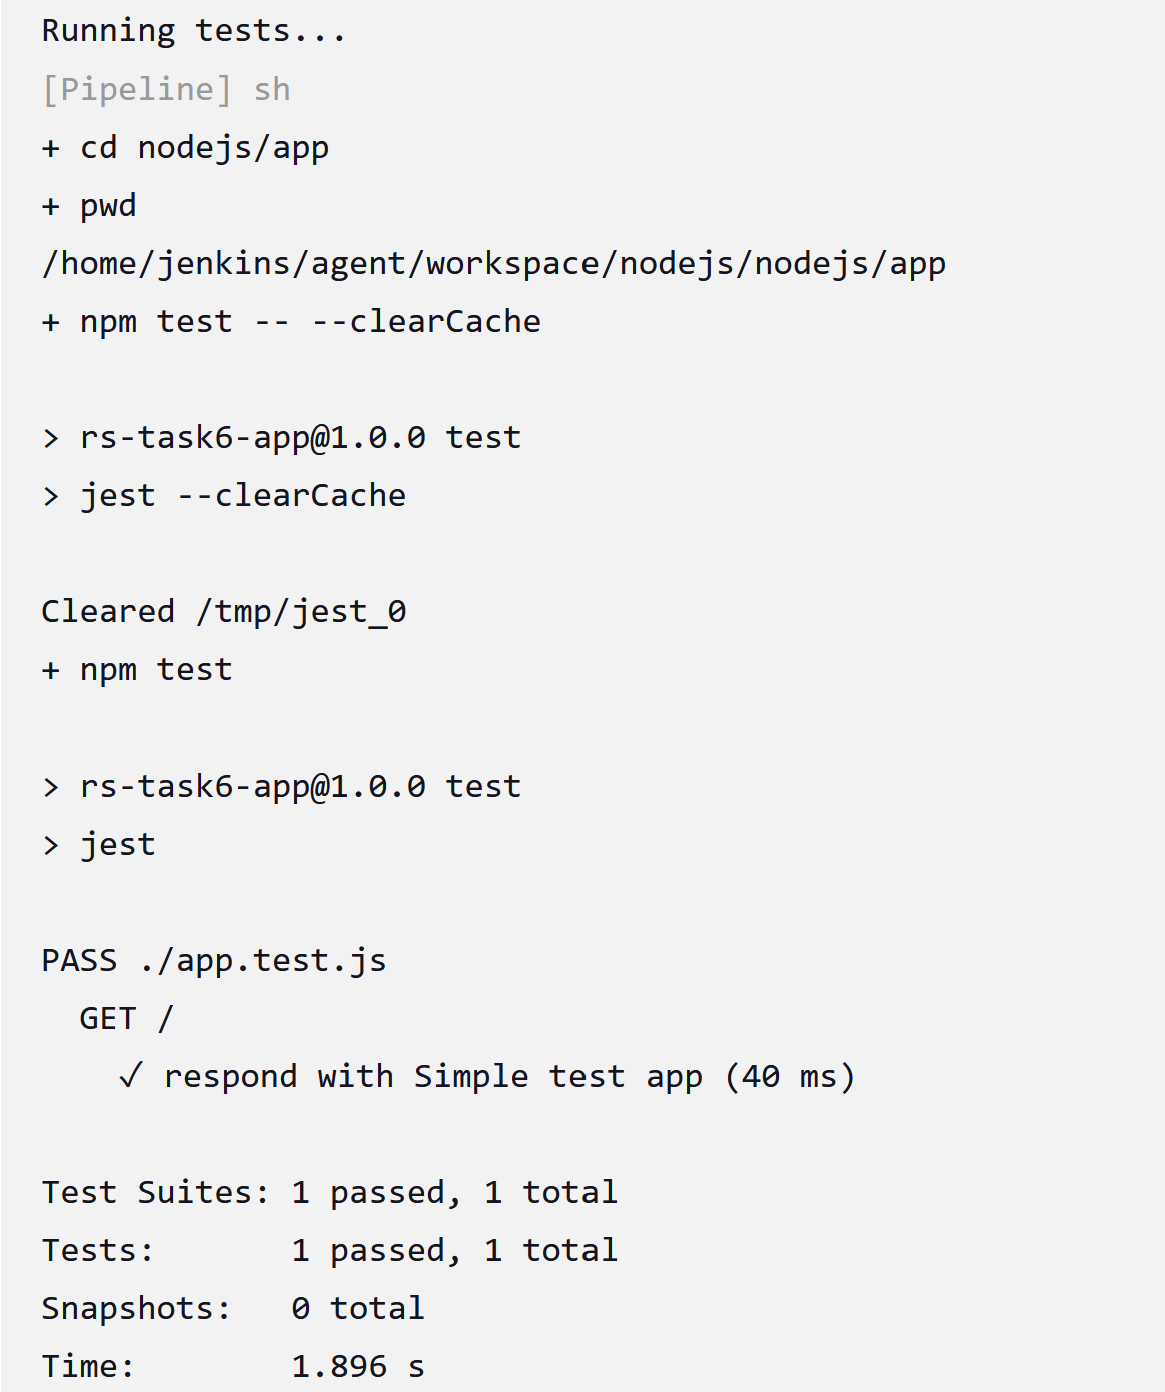 Running tests...
[Pipeline] sh
+ cd nodejs/app
+ pwd
/home/jenkins/agent/workspace/nodejs/nodejs/app
+ npm test -- --clearCache
> rs-task6-app@1.0.0 test
> jest --clearCache
Cleared /tmp/jest_0
+ npm test
> rs-task6-app@1.0.0 test
> jest
PASS ./app.test.js
GET /
✓ respond with Simple test app (40 ms)
Test Suites: 1 passed, 1 total
Tests:       1 passed, 1 total
Snapshots:   0 total
Time:        1.896 s